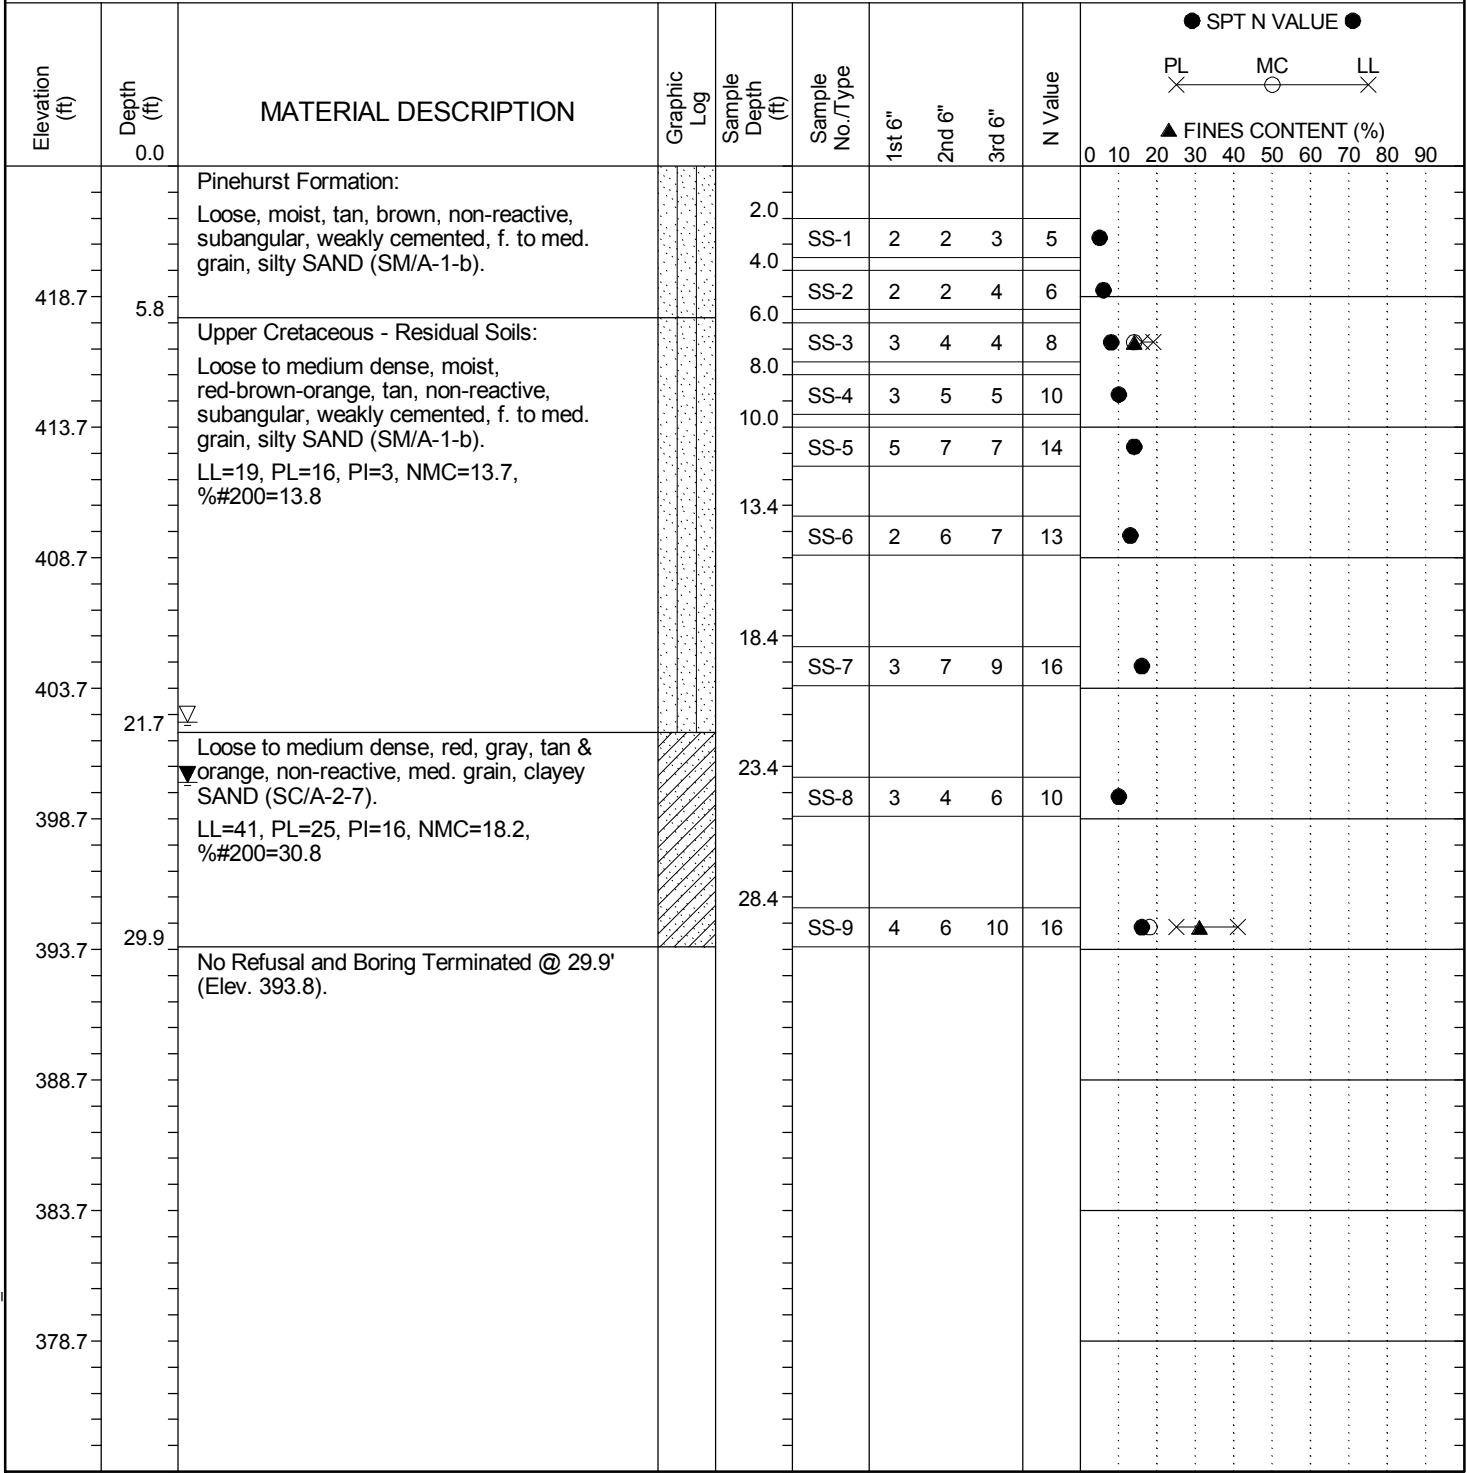 ● SPT N VALUE ●
PL MC LL
▲ FINES CONTENT (%)
Elevation (ft)
Depth (ft)
0.0
MATERIAL DESCRIPTION
Graphic Log
Sample Depth (ft)
Sample No./Type
1st 6"
2nd 6"
3rd 6"
N Value
0 10 20 30 40 50 60 70 80 90
Pinehurst Formation:
Loose, moist, tan, brown, non-reactive,
subangular, weakly cemented, f. to med.
grain, silty SAND (SM/A-1-b).
2.0
SS-1 2 2 3 5
4.0
418.7
5.8
SS-2 2 2 4 6
6.0
Upper Cretaceous - Residual Soils:
SS-3 3 4 4 8
Loose to medium dense, moist,
red-brown-orange, tan, non-reactive,
subangular, weakly cemented, f. to med.
grain, silty SAND (SM/A-1-b).
8.0
SS-4 3 5 5 10
10.0
413.7
SS-5 5 7 7 14
LL=19, PL=16, PI=3, NMC=13.7,
%#200=13.8
13.4
SS-6 2 6 7 13
408.7
18.4
SS-7 3 7 9 16
403.7
21.7
Loose to medium dense, red, gray, tan &
orange, non-reactive, med. grain, clayey
SAND (SC/A-2-7).
23.4
SS-8 3 4 6 10
398.7
LL=41, PL=25, PI=16, NMC=18.2,
%#200=30.8
28.4
SS-9 4 6 10 16
29.9
393.7
No Refusal and Boring Terminated @ 29.9'
(Elev. 393.8).
388.7
383.7
378.7